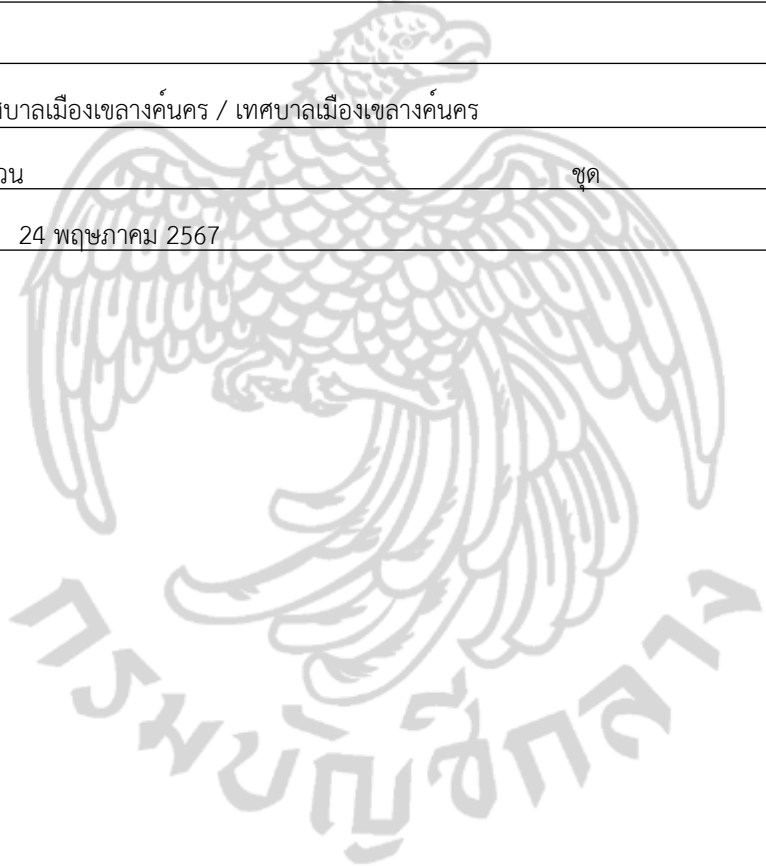 ศบาลเมืองเขลางค์นคร / เทศบาลเมืองเขลางค์นคร
วน ชุด
24 พฤษภาคม 2567
กรมบัญชีกลาง